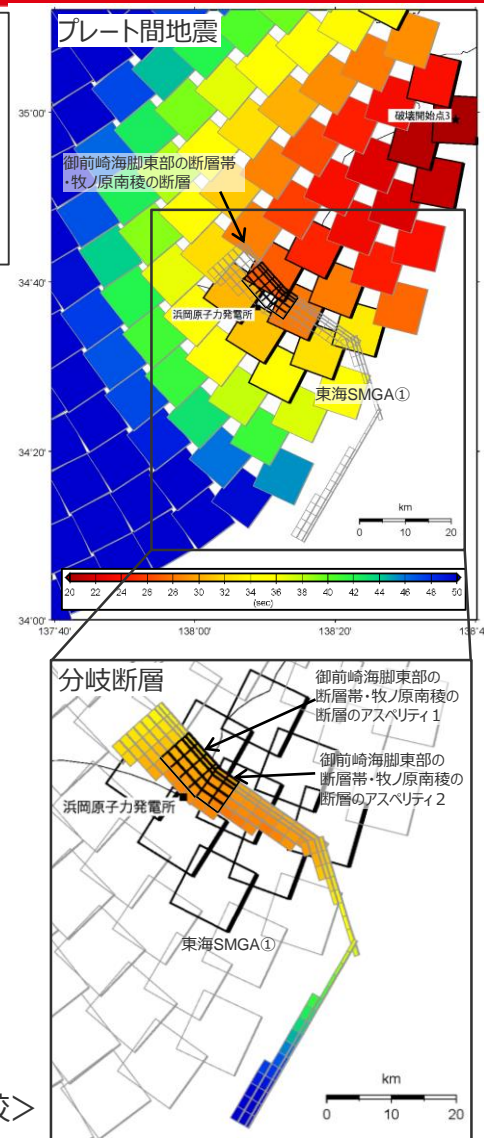 プレート間地震
35°00'
破壊開始点3
御前崎海脚東部の断層帯
・牧ノ原南稜の断層
34°40'
浜岡原子力発電所
東海SMGA①
34°20'
km
0 10 20
20 22 24 26 28 30 32 34 36 38 40 42 44 46 48 50
(sec)
34°00'
137°40' 138°00' 138°20' 138°4
分岐断層
御前崎海脚東部の
断層帯・牧ノ原南稜の
断層のアスペリティ1
御前崎海脚東部の
断層帯・牧ノ原南稜の
断層のアスペリティ2
浜岡原子力発電所
東海SMGA①
km
0 10 20
較＞